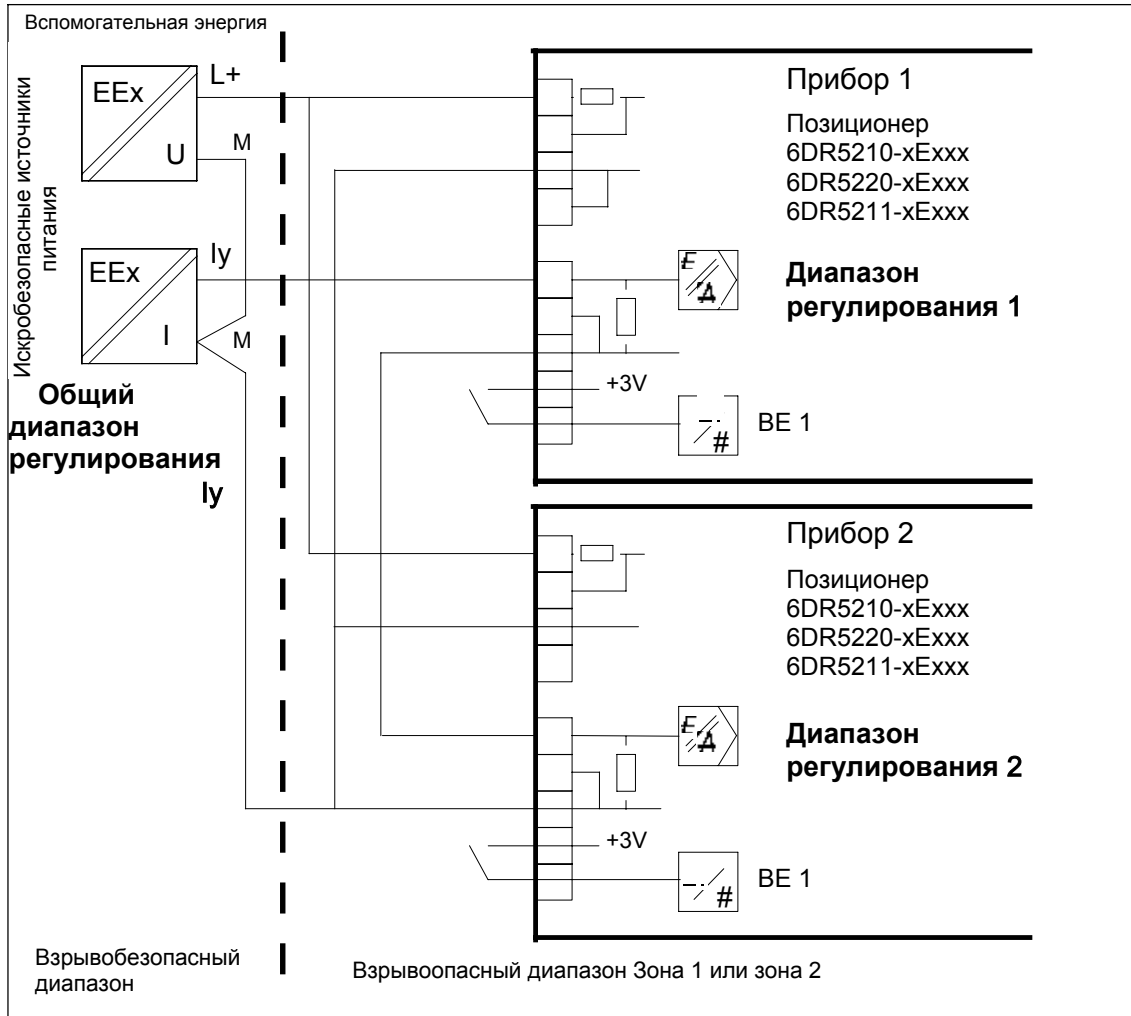 Вспомогательная энергия
Искробезопасные источники
питания
EEx
U
L+
M
EEx
I
Iy
M
Общий
диапазон
регулирования
Iy
Прибор 1
Позиционер
6DR5210-xExxx
6DR5220-xExxx
6DR5211-xExxx
Диапазон
регулирования 1
+3V
#
BE 1
Прибор 2
Позиционер
6DR5210-xExxx
6DR5220-xExxx
6DR5211-xExxx
Диапазон
регулирования 2
+3V
#
BE 1
Взрывобезопасный
диапазон
Взрывоопасный диапазон Зона 1 или зона 2